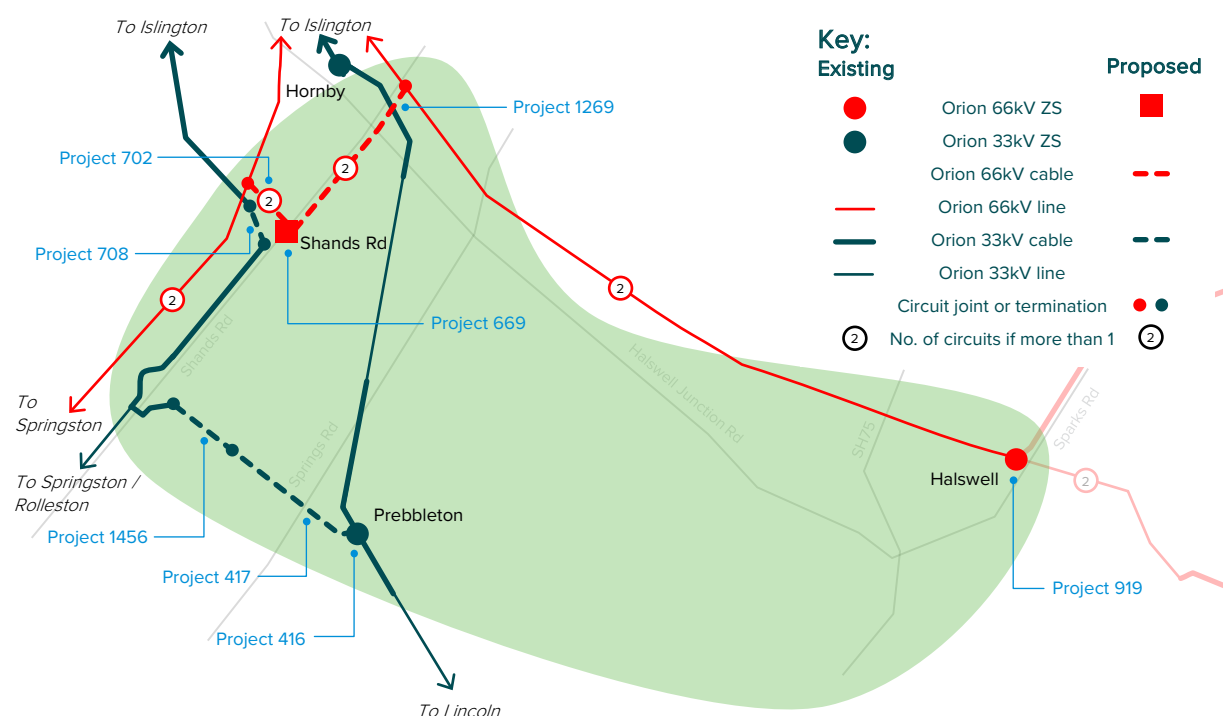 To Islington
To Islington
Key:
Existing
Proposed
Hornby
Orion 66kV ZS
Project 1269
Orion 33kV ZS
Project 702
2
Orion 66kV cable
2
Orion 66kV line
Shands Rd
Orion 33kV cable
Project 708
Orion 33kV line
2
2
Circuit joint or termination
Project 669
2
No. of circuits if more than 1
2
Shands Rd
Halswell Junction Rd
To
Springston
SH75
Sparks Rd
Springs Rd
To Springston /
Rolleston
Halswell
2
Prebbleton
Project 1456
Project 417
Project 919
Project 416
To Lincoln